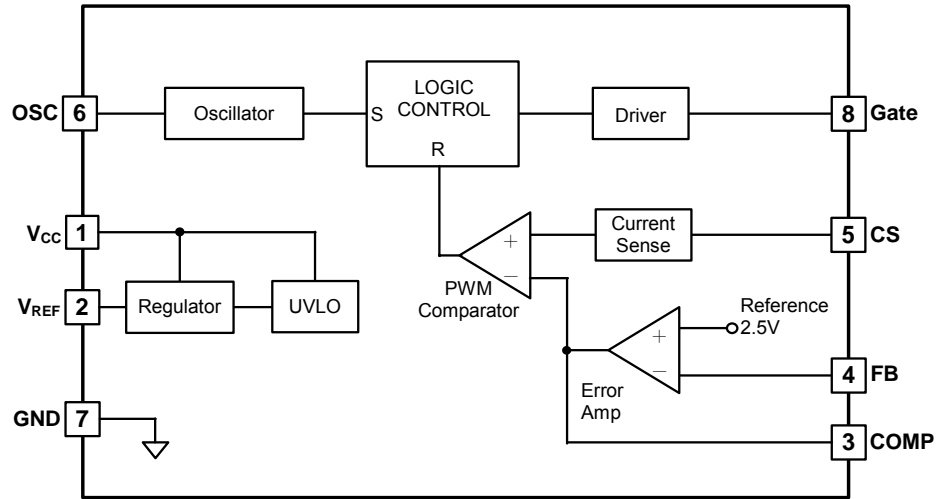 OSC
6
Oscillator
S
LOGIC
CONTROL
R
Driver
8
Gate
VCC
1
+
−
PWM
Comparator
Current
Sense
5
CS
VREF
2
Regulator
UVLO
Reference
2.5V
+
−
Error
Amp
4
FB
GND
7
3
COMP